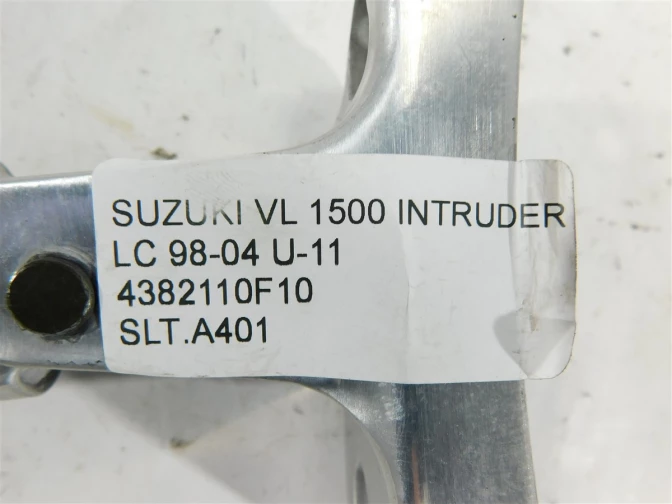 SUZUKI VL 1500 INTRUDER
LC 98-04 U-11
4382110F10
SLT.A401